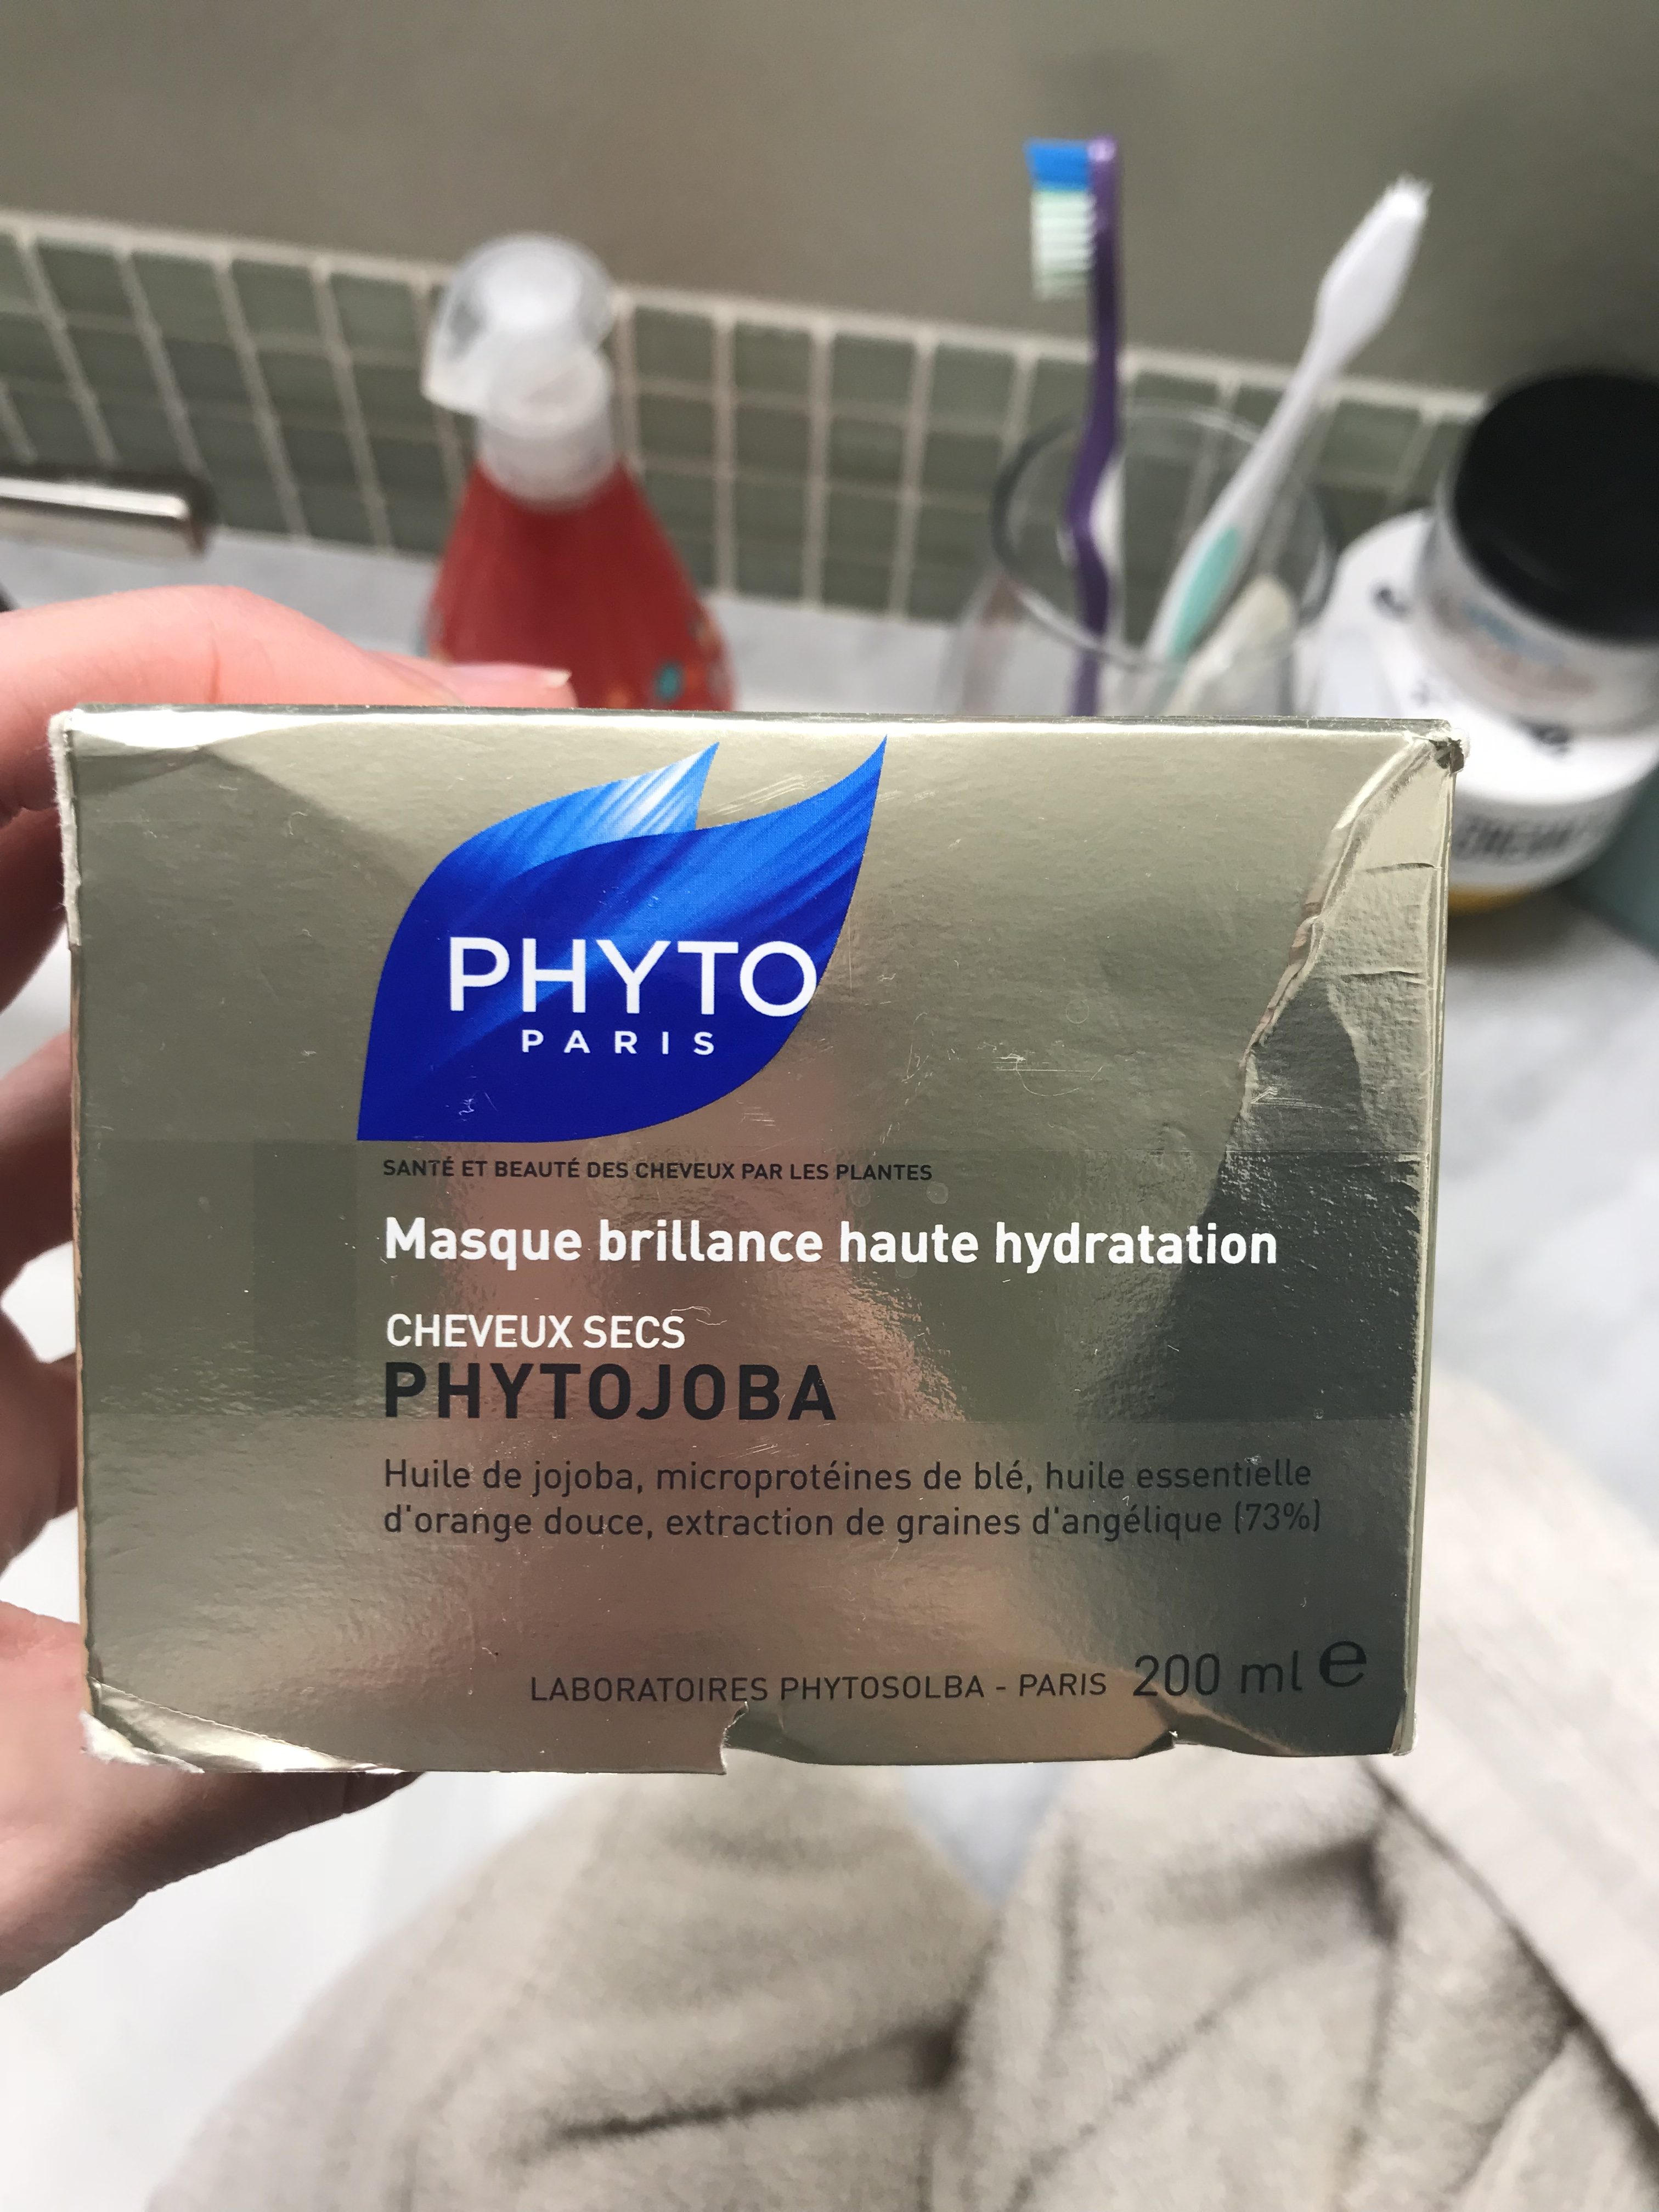 PHYTO
PARIS
SANTÉ ET BEAUTÉ DES CHEVEUX PAR LES PLANTES
Masque brillance haute hydratation
CHEVEUX SECS
PHYTOJOBA
Huile de jojoba, microprotéines de blé, huile essentielle
d'orange douce, extraction de graines d'angélique (73%)
LABORATOIRES PHYTOSOLBA - PARIS 200 ml e